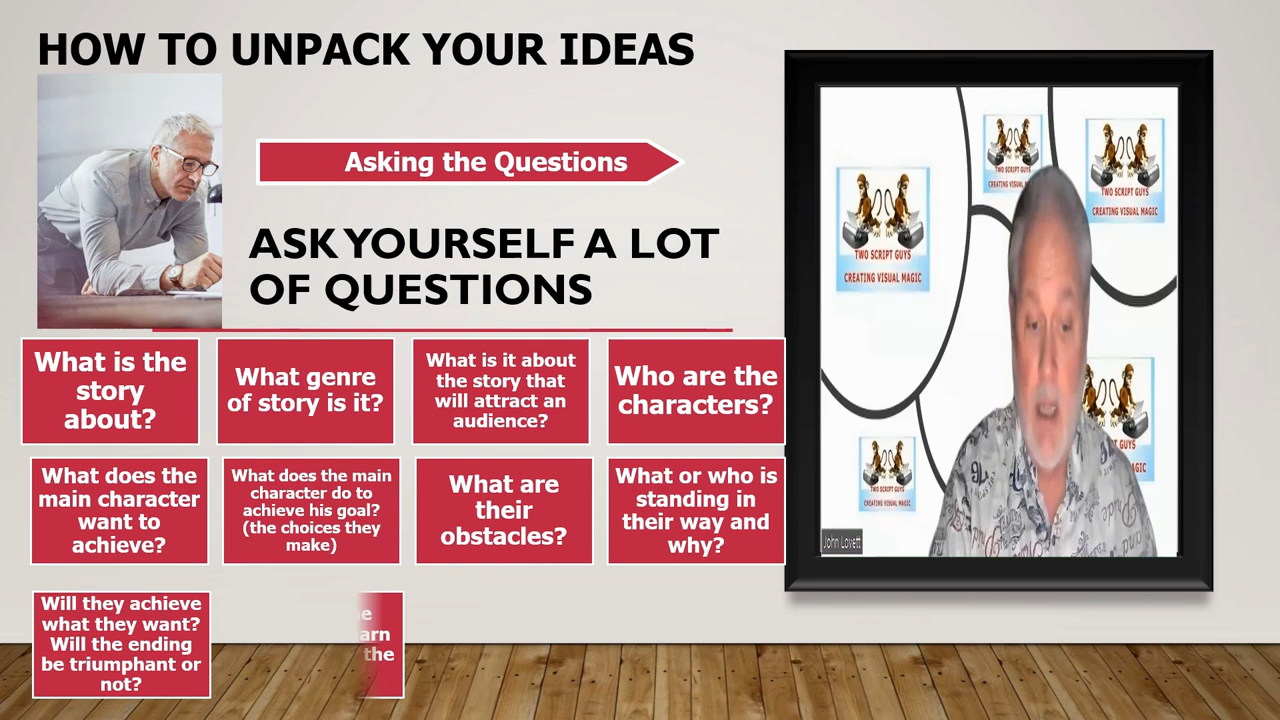 HOW TO UNPACK YOUR IDEAS
Asking the Questions
ASK YOURSELF A LOT
OF QUESTIONS
What is the
story
about?
What genre
of story is it?
What is it about
the story that
will attract an
audience?
Who are the
characters?
What does the
main character
want to
achieve?
What does the main
character do to
achieve his goal?
(the choices they
make)
What are
their
obstacles?
What or who is
standing in
their way and
why?
Will they achieve
what they want?
Will the ending
be triumphant or
not?
the
TWO SCRIPT GUYS
CREATING VISUAL MAGIC
TWO SCRIPT GUYS
CREATING VISUAL
TWO SCRIPT GUYS
CREATING VISUAL MAGIC
TWO SCRIPT GUYS
CREATING VISUAL MAGIC
GUYS
John Lovett